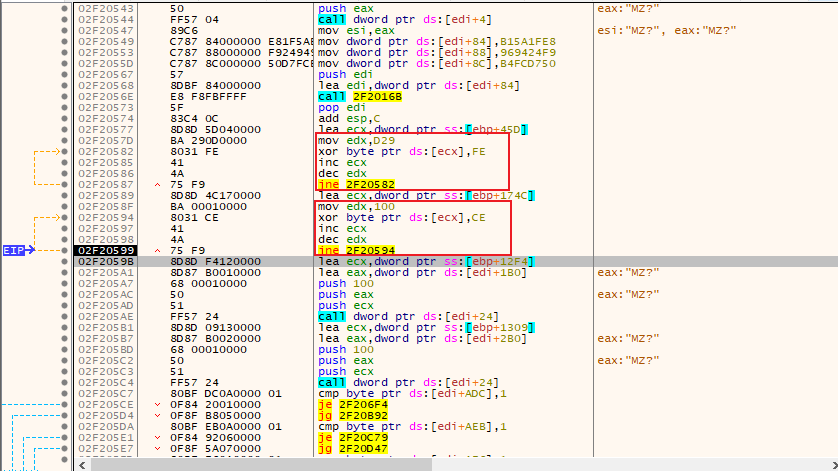 02F20543 50 push eax eax:"MZ?"
02F20544 FF57 04 call dword ptr ds:[edi+4]
02F20547 89C6 mov esi,eax esi:"MZ?", eax:"MZ?"
02F20549 C787 84000000 E81F5AB mov dword ptr ds:[edi+84],B15A1FE8
02F20553 C787 88000000 F924949 mov dword ptr ds:[edi+88],969424F9
02F2055D C787 8C000000 50D7FCB mov dword ptr ds:[edi+8C],B4FCD750
02F20567 57 push edi
02F20568 8DBF 84000000 lea edi,dword ptr ds:[edi+84]
02F2056E E8 F8FBFFFF call 2F2016B
02F20573 5F pop edi
02F20574 83C4 0C add esp,C
02F20577 8D8D 5D040000 lea ecx,dword ptr ss:[ebp+45D]
02F2057D BA 290D0000 mov edx,D29
02F20582 8031 FE xor byte ptr ds:[ecx],FE
02F20585 41 inc ecx
02F20586 4A dec edx
02F20587 75 F9 jne 2F20582
02F20589 8D8D 4C170000 lea ecx,dword ptr ss:[ebp+174C]
02F2058F BA 00010000 mov edx,100
02F20594 8031 CE xor byte ptr ds:[ecx],CE
02F20597 41 inc ecx
02F20598 4A dec edx
EIP 02F20599 75 F9 jne 2F20594
02F2059B 8D8D F4120000 lea ecx,dword ptr ss:[ebp+12F4]
02F205A1 8D87 B0010000 lea eax,dword ptr ds:[edi+1B0] eax:"MZ?"
02F205A7 68 00010000 push 100
02F205AC 50 push eax eax:"MZ?"
02F205AD 51 push ecx
02F205AE FF57 24 call dword ptr ds:[edi+24]
02F205B1 8D8D 09130000 lea ecx,dword ptr ss:[ebp+1309]
02F205B7 8D87 B0020000 lea eax,dword ptr ds:[edi+2B0] eax:"MZ?"
02F205BD 68 00010000 push 100
02F205C2 50 push eax eax:"MZ?"
02F205C3 51 push ecx
02F205C4 FF57 24 call dword ptr ds:[edi+24]
02F205C7 80BF DC0A0000 01 cmp byte ptr ds:[edi+ADC],1
02F205CE 0F84 20010000 je 2F206F4
02F205D4 0F8F B8050000 jg 2F20B92
02F205DA 80BF EB0A0000 01 cmp byte ptr ds:[edi+AEB],1
02F205E1 0F84 92060000 je 2F20C79
02F205E7 0F8F 5A070000 jg 2F20D47